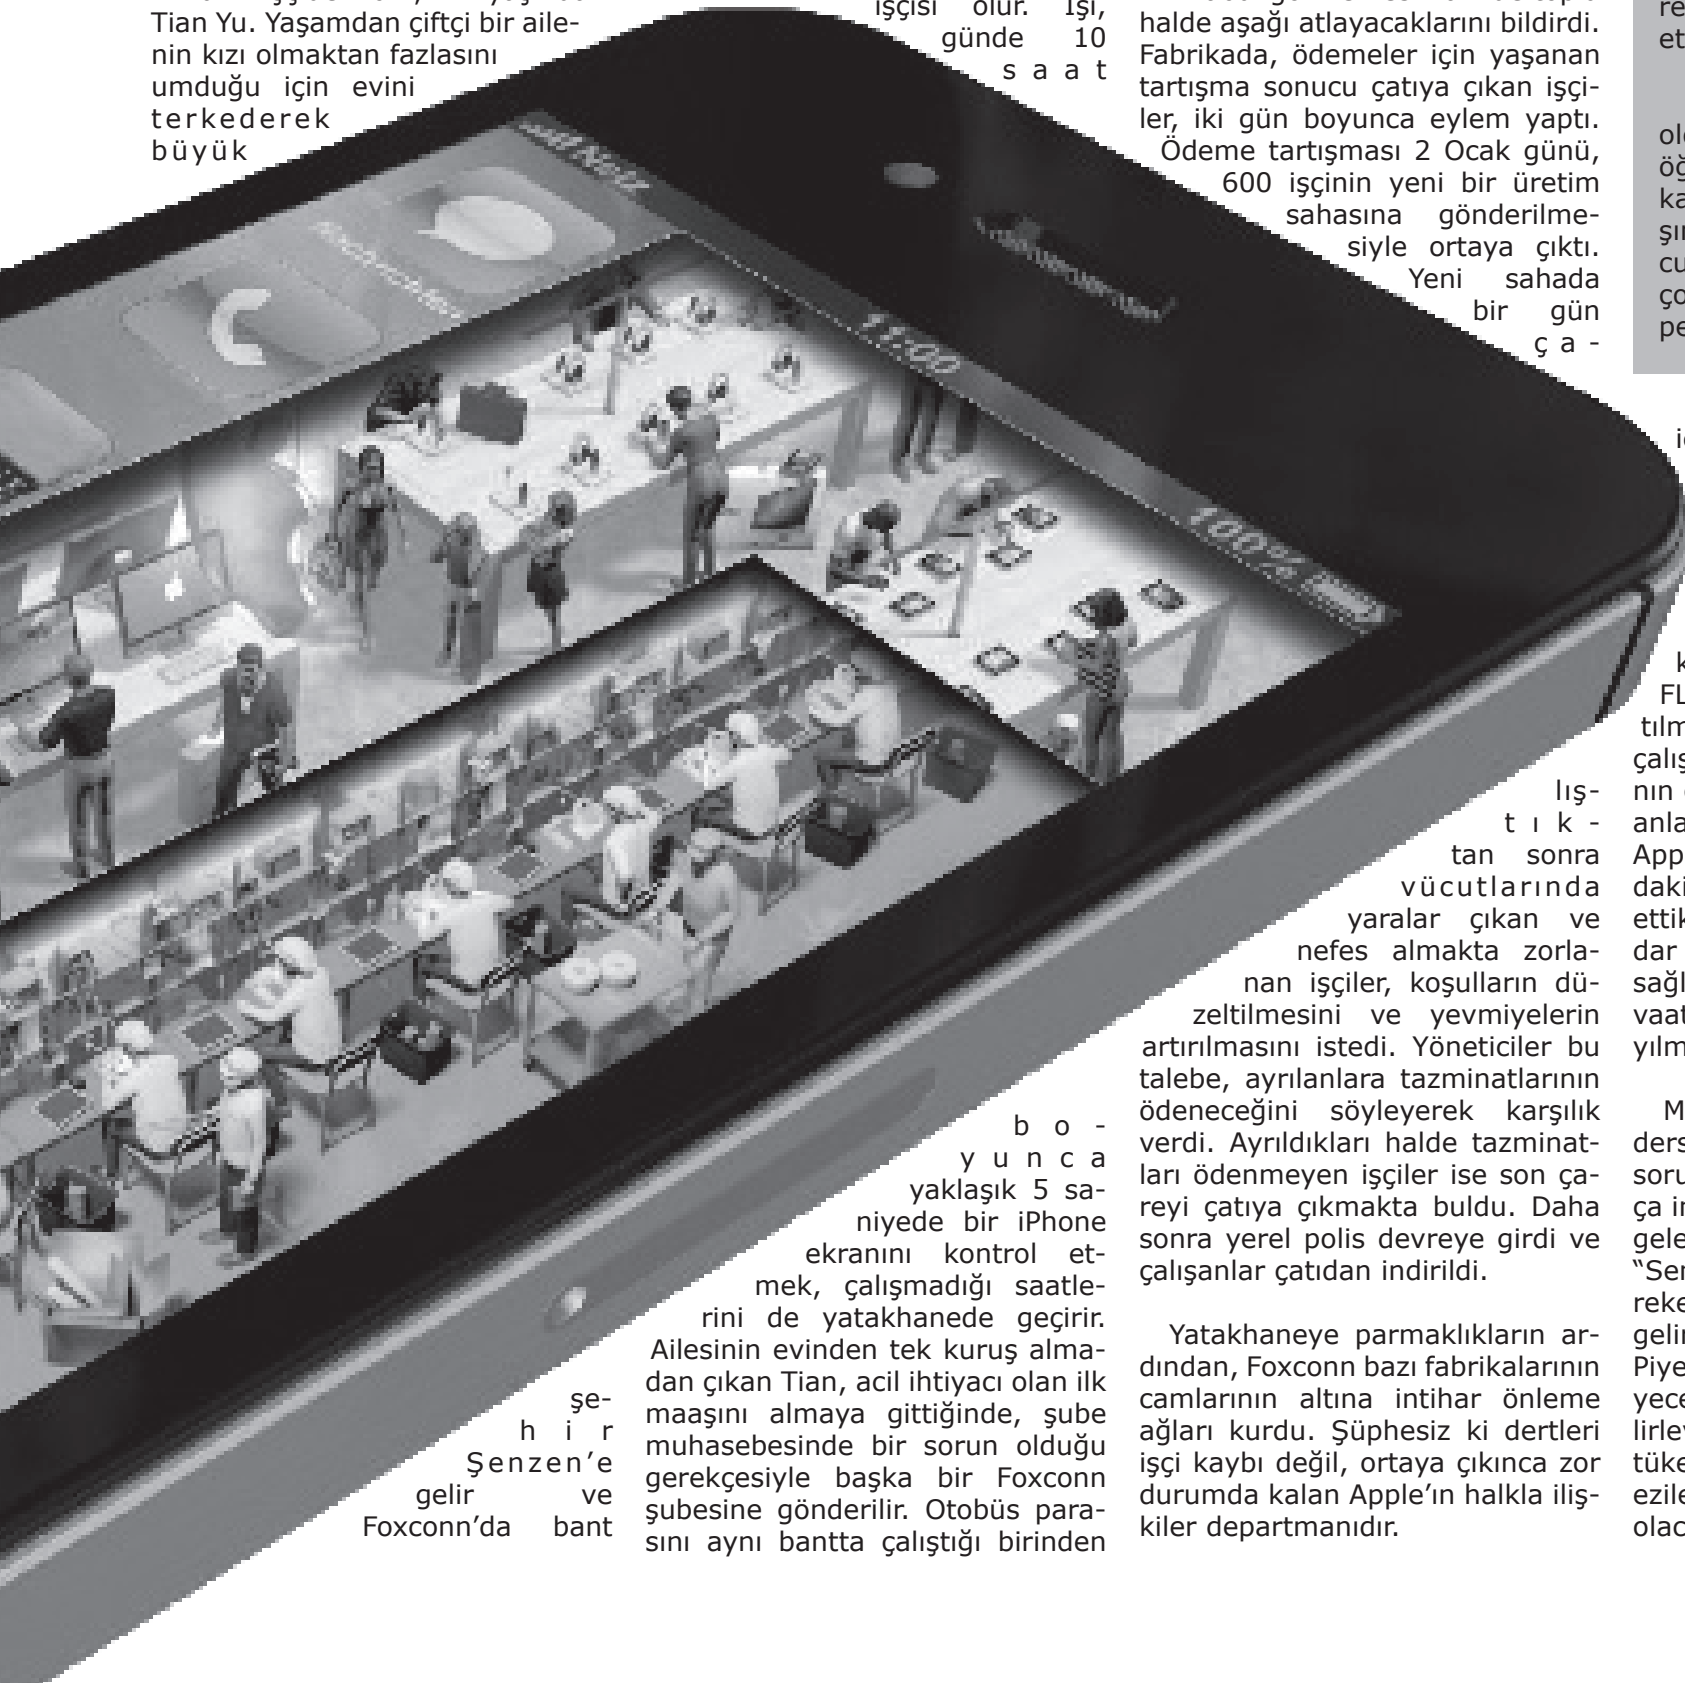 Tian Yu. Yaşamdan çiftçi bir aile-
nin kızı olmaktan fazlasını
umduğu için evini
terkederek
büyük
şe-
hir
Şenzen’e
gelir ve
Foxconn’da bant
işçisi olur. İşi,
günde 10
saat
bo-
yunca
yaklaşık 5 sa-
niyede bir iPhone
ekranını kontrol et-
mek, çalışmadığı saatle-
rini de yatakhanede geçirir.
Ailesinin evinden tek kuruş alma-
dan çıkan Tian, acil ihtiyacı olan ilk
maaşını almaya gittiğinde, şube
muhasebesinde bir sorun olduğu
gerekçesiyle başka bir Foxconn
şubesine gönderilir. Otobüs para-
sını aynı bantta çalıştığı birinden
halde aşağı atlayacaklarını bildirdi.
Fabrikada, ödemeler için yaşanan
tartışma sonucu çatıya çıkan işçi-
ler, iki gün boyunca eylem yaptı.
Ödeme tartışması 2 Ocak günü,
600 işçinin yeni bir üretim
sahasına gönderilme-
siyle ortaya çıktı.
Yeni sahada
bir gün
ça-
lış-
tık-
tan sonra
vücutlarında
yaralar çıkan ve
nefes almakta zorla-
nan işçiler, koşulların dü-
zeltilmesini ve yevmiyelerin
artırılmasını istedi. Yöneticiler bu
talebe, ayrılanlara tazminatlarının
ödeneceğini söyleyerek karşılık
verdi. Ayrıldıkları halde tazminat-
ları ödenmeyen işçiler ise son ça-
reyi çatıya çıkmakta buldu. Daha
sonra yerel polis devreye girdi ve
çalışanlar çatıdan indirildi.
Yatakhaneye parmaklıkların ar-
dından, Foxconn bazı fabrikalarının
camlarının altına intihar önleme
ağları kurdu. Şüphesiz ki dertleri
işçi kaybı değil, ortaya çıkınca zor
durumda kalan Apple’ın halkla iliş-
kiler departmanıdır.
Netz
11:00
100%